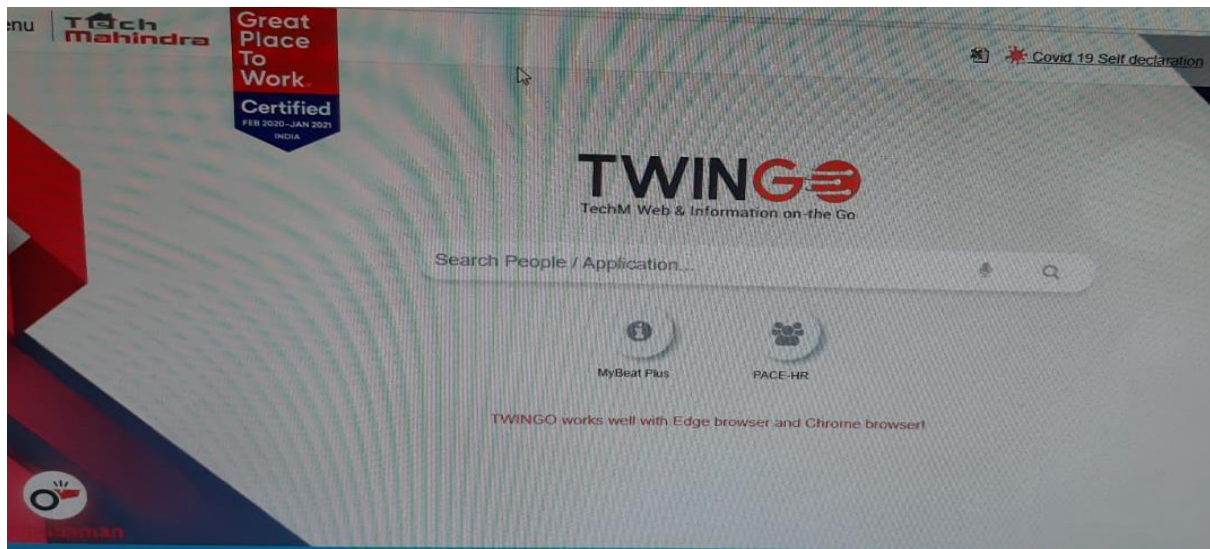 enu
Tech
Mahindra
Great
Place
To
Work.
Certified
FEB 2020-JAN 2021
INDIA
Covid 19 Self declaration
TWINGO
TechM Web & Information on-the Go
Search People / Application...
MyBeat Plus
PACE-HR
TWINGO works well with Edge browser and Chrome browser!